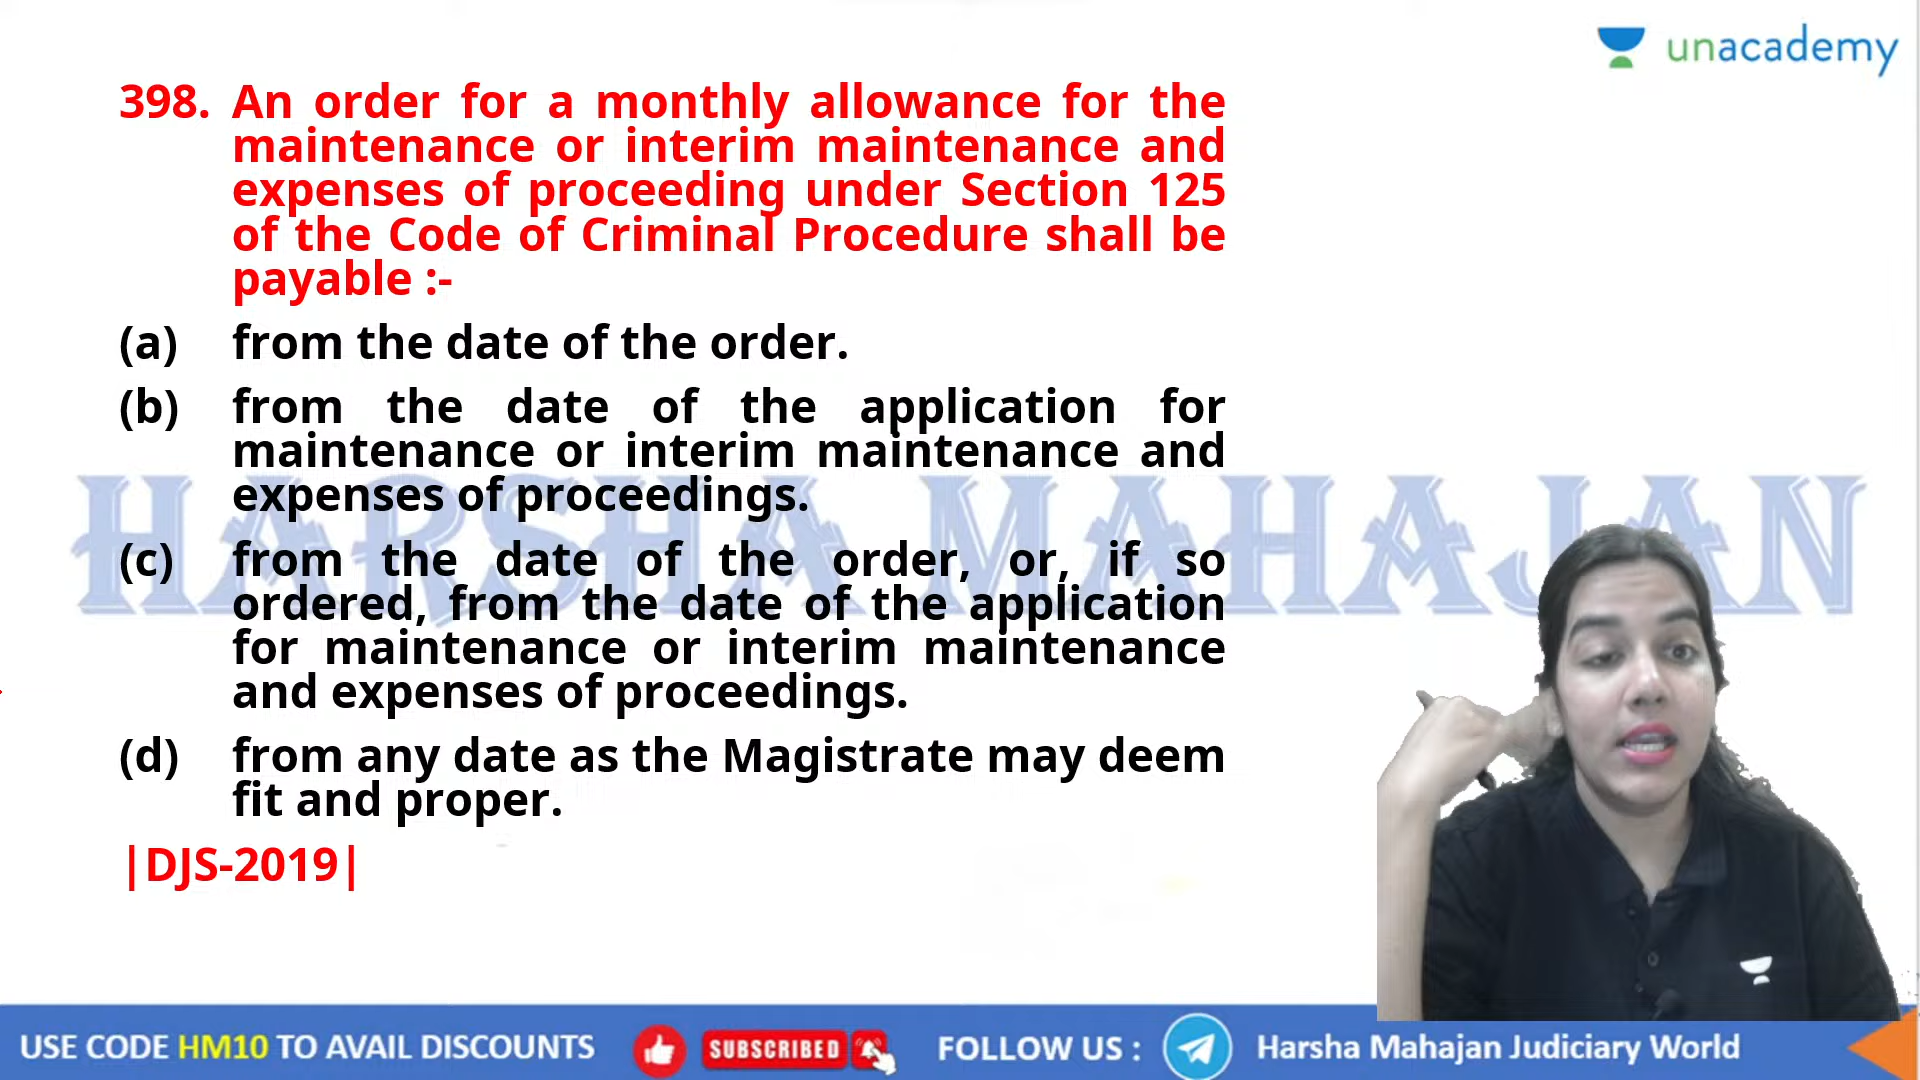 unacademy
398. An order for a monthly allowance for the
maintenance or interim maintenance and
expenses of proceeding under Section 125
of the Code of Criminal Procedure shall be
payable :-
(a) from the date of the order.
(b) from the date of the application for
maintenance or interim maintenance and
expenses of proceedings.
HARSHA MAHAJAN
(c) from the date of the order, or, if so
ordered, from the date of the application
for maintenance or interim maintenance
and expenses of proceedings.
(d) from any date as the Magistrate may deem
fit and proper.
|DJS-2019|
USE CODE HM10 TO AVAIL DISCOUNTS SUBSCRIBED FOLLOW US : Harsha Mahajan Judiciary World